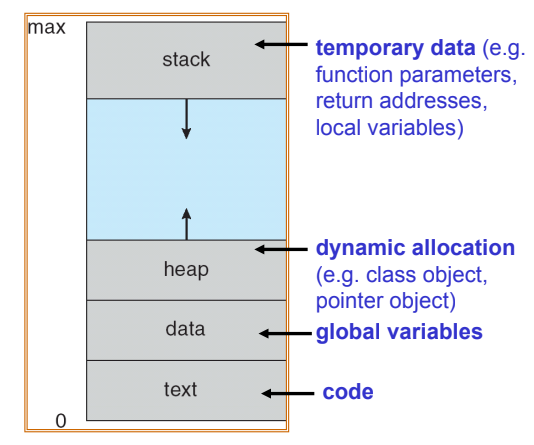 max
stack
temporary data (e.g.
function parameters,
return addresses,
local variables)
heap
dynamic allocation
(e.g. class object,
pointer object)
data
global variables
text
code
0